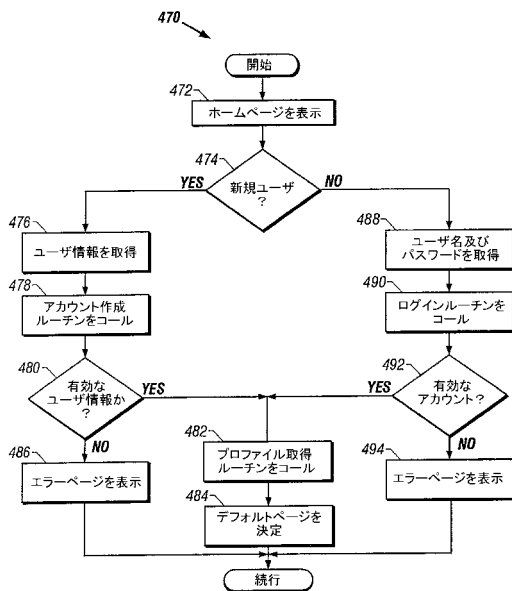 470
開始
472
ホームページを表示
474
新規ユーザ
?
YES
NO
476
ユーザ情報を取得
488
ユーザ名及び
パスワードを取得
478
アカウント作成
ルーチンをコール
490
ログインルーチンを
コール
480
有効な
ユーザ情報か
?
YES
NO
492
有効な
アカウント?
YES
NO
482
プロファイル取得
ルーチンをコール
486
エラーページを表示
484
デフォルトページを
決定
494
エラーページを表示
続行